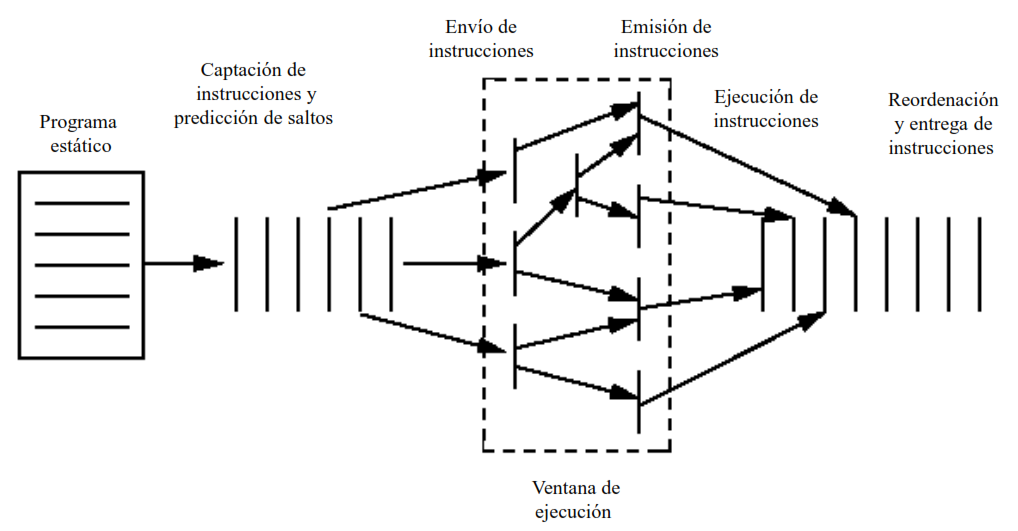 Programa
estático
Captación de
instrucciones y
predicción de saltos
Envío de
instrucciones
Emisión de
instrucciones
Ejecución de
instrucciones
Reordenación
y entrega de
instrucciones
Ventana de
ejecución